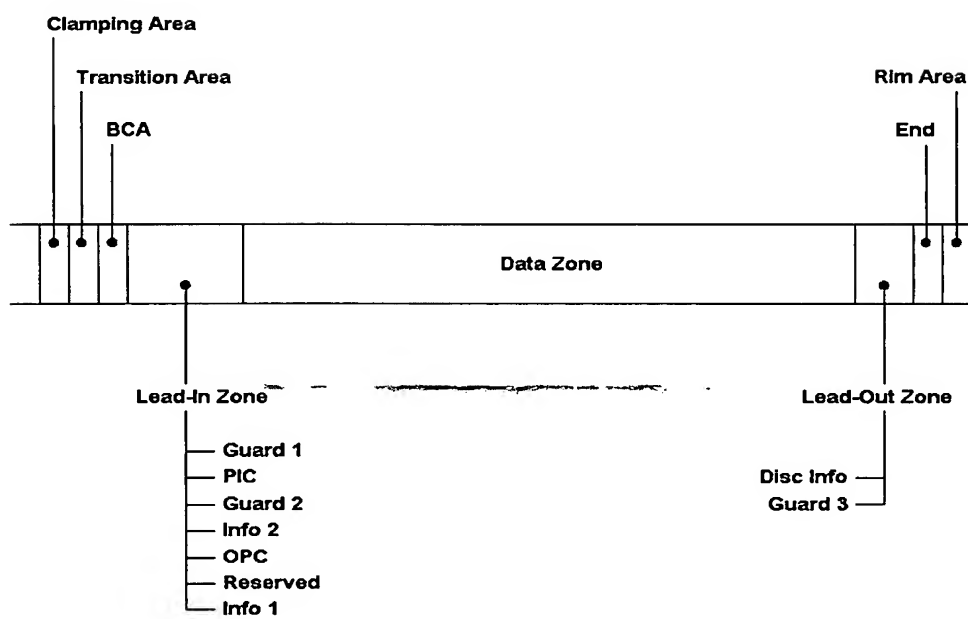 Clamping Area
Transition Area
Rim Area
BCA
End
Data Zone
Lead-In Zone
Lead-Out Zone
Guard 1
PIC
Disc Info
Guard 2
Guard 3
Info 2
OPC
Reserved
Info 1